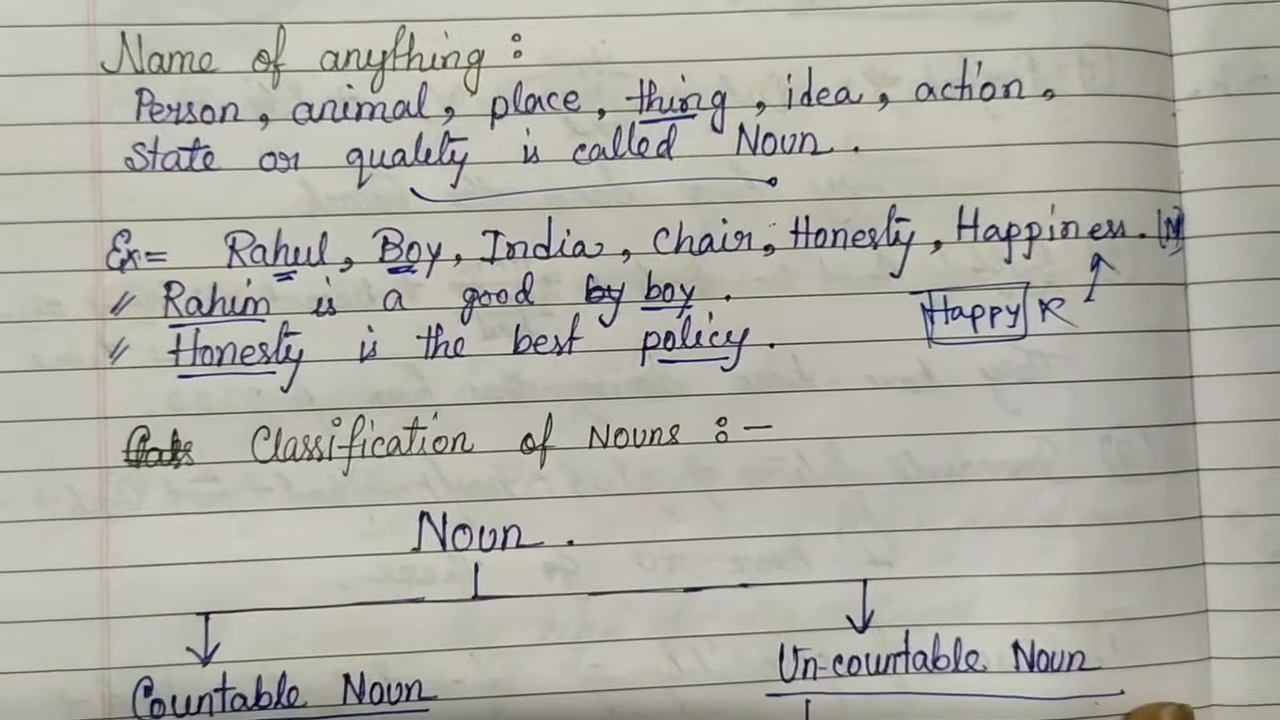 Name of anything :
Person, animal, place, thing, idea, action,
State or quality is called Noun.
Ex= Rahul, Boy, India, Chair, Honesty, Happiness.
〃 Rahim is a good by boy.
Happy
〃 Honesty is the best policy.
Classification of Nouns :-
Noun.
Un-countable Noun
Countable Noun